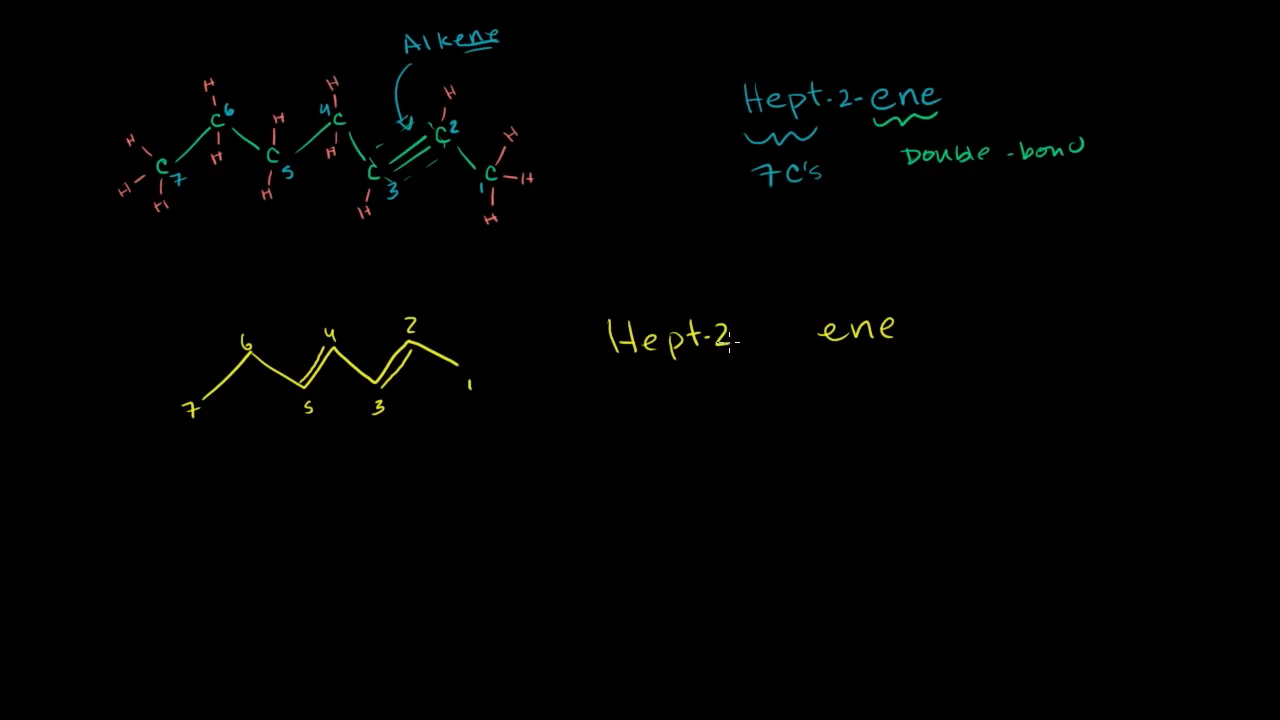 Alkene
H H H
C 6 4 C H C 2 H
H H C 5 H C 3 1 C H
H C 7 H H H H
H H
Hept-2-ene
7 C's
Double-bond
6 4 2
7 5 3 1
Hept-2 ene